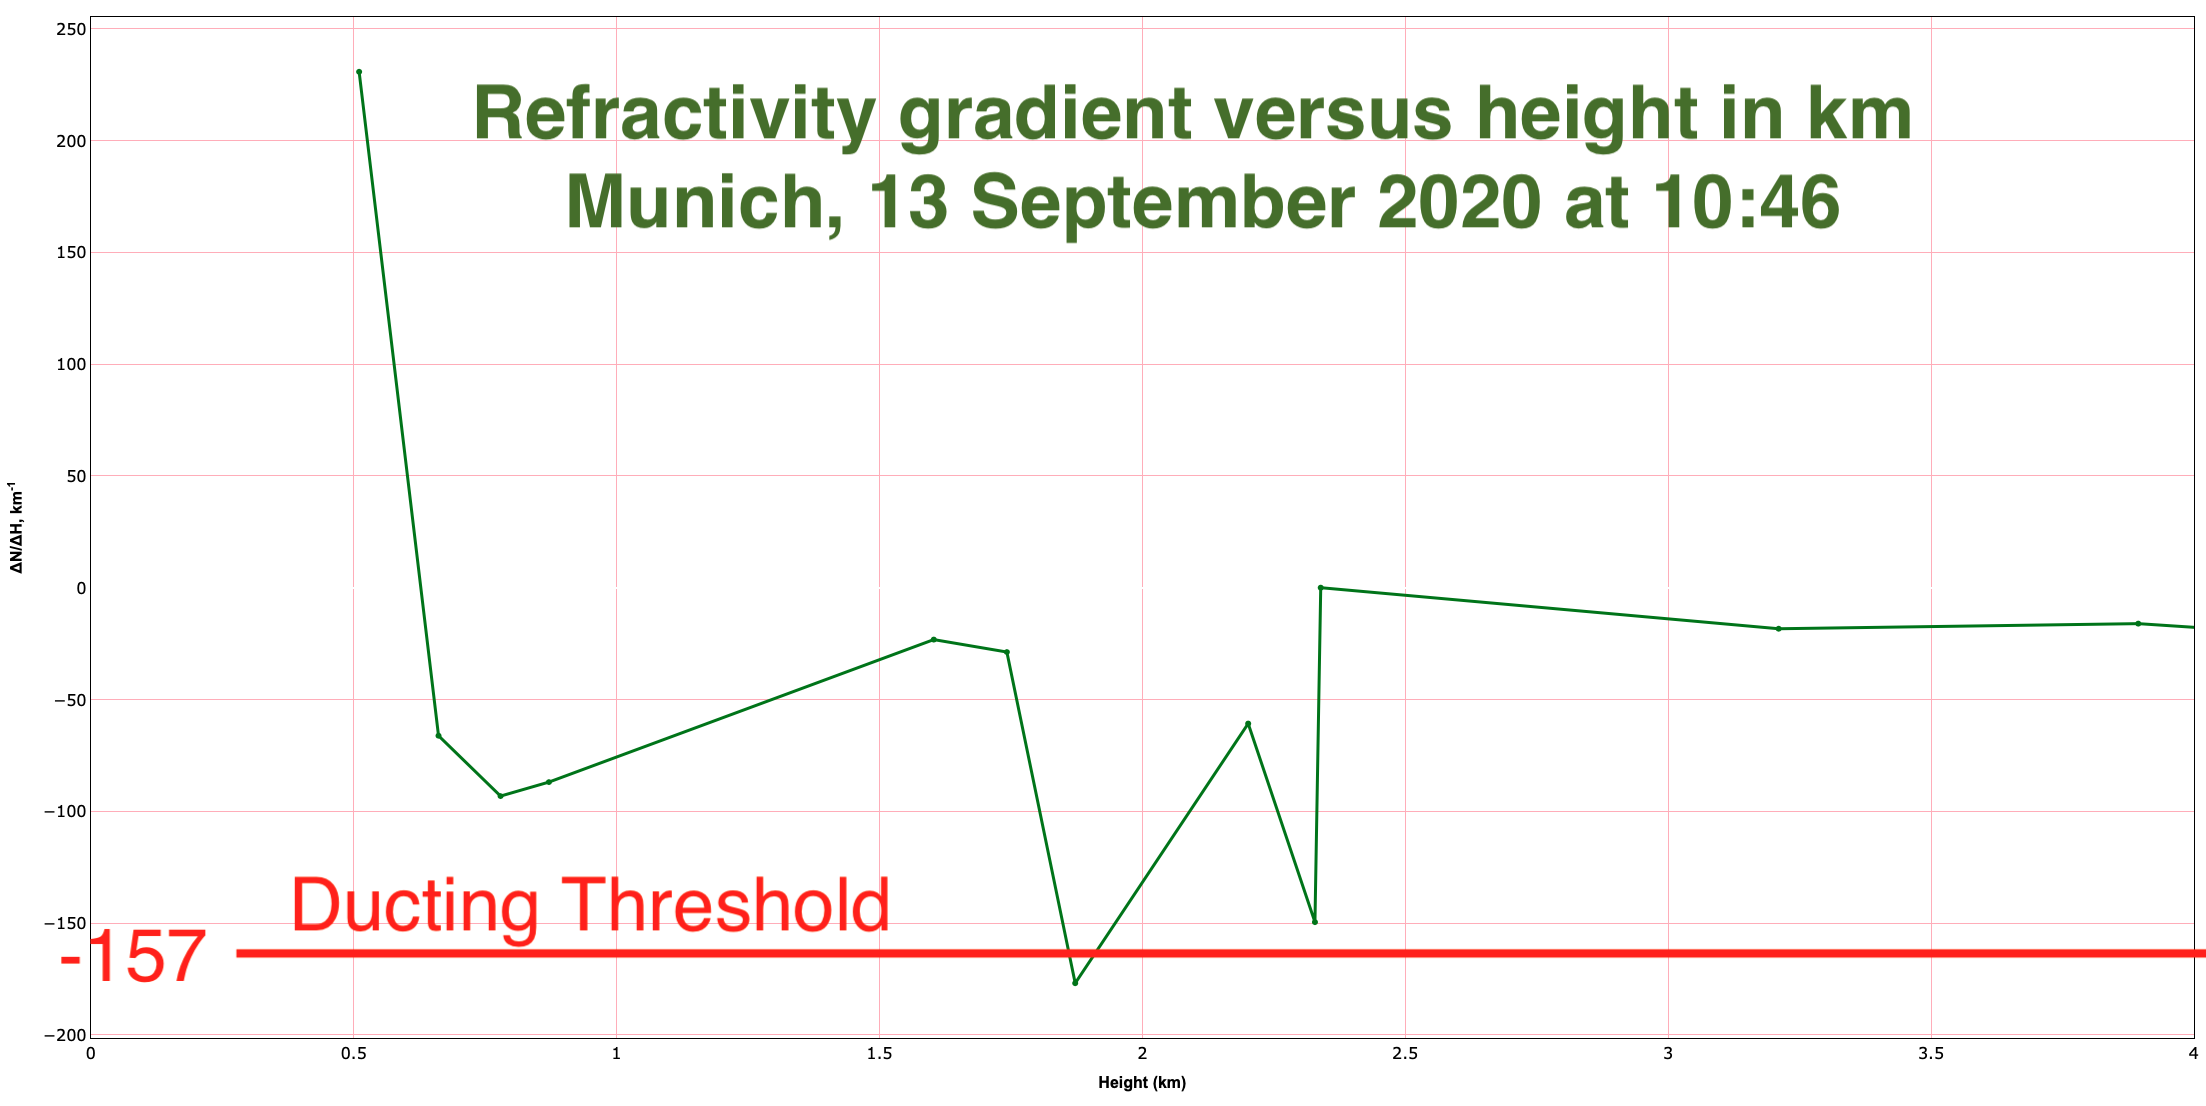 Refractivity gradient versus height in km
Munich, 13 September 2020 at 10:46
250
200
150
100
50
0
−50
−100
−150
−200
ΔN/ΔH, km⁻¹
Ducting Threshold
-157
0 0.5 1 1.5 2 2.5 3 3.5 4
Height (km)